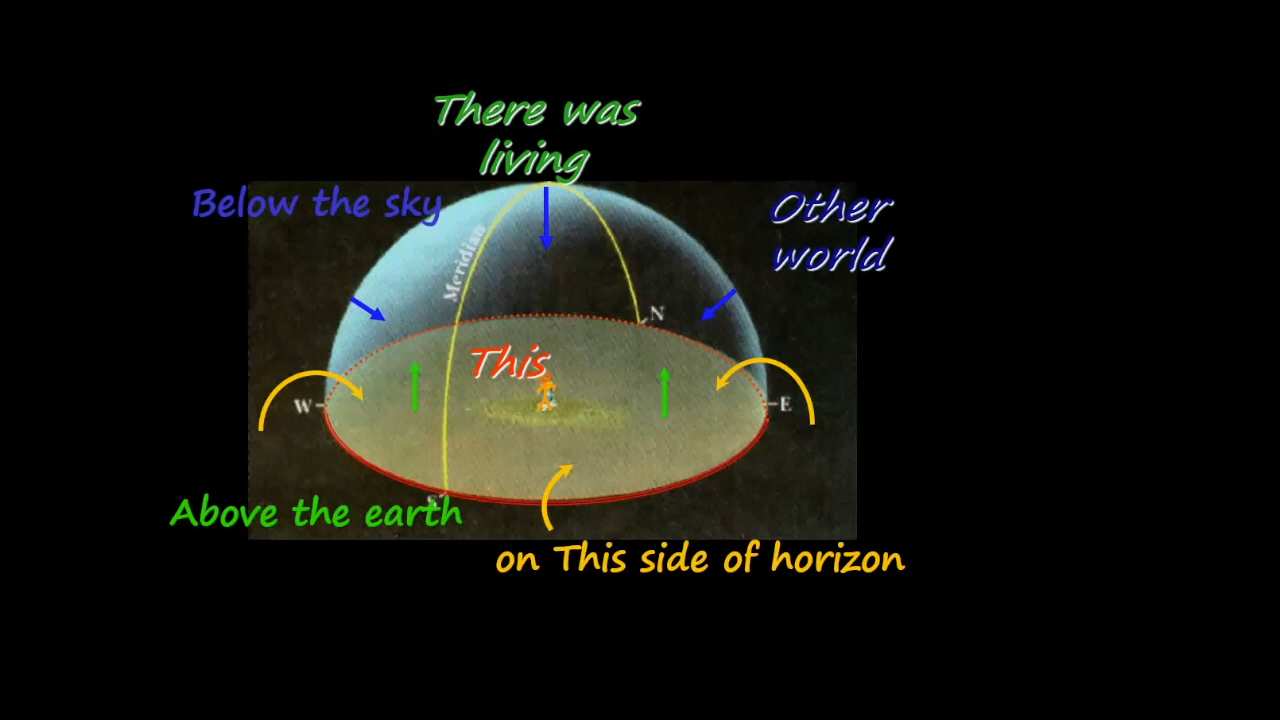 There was
living
Below the sky
Other
world
Meridian
N
This
W
E
S
Above the earth
on This side of horizon